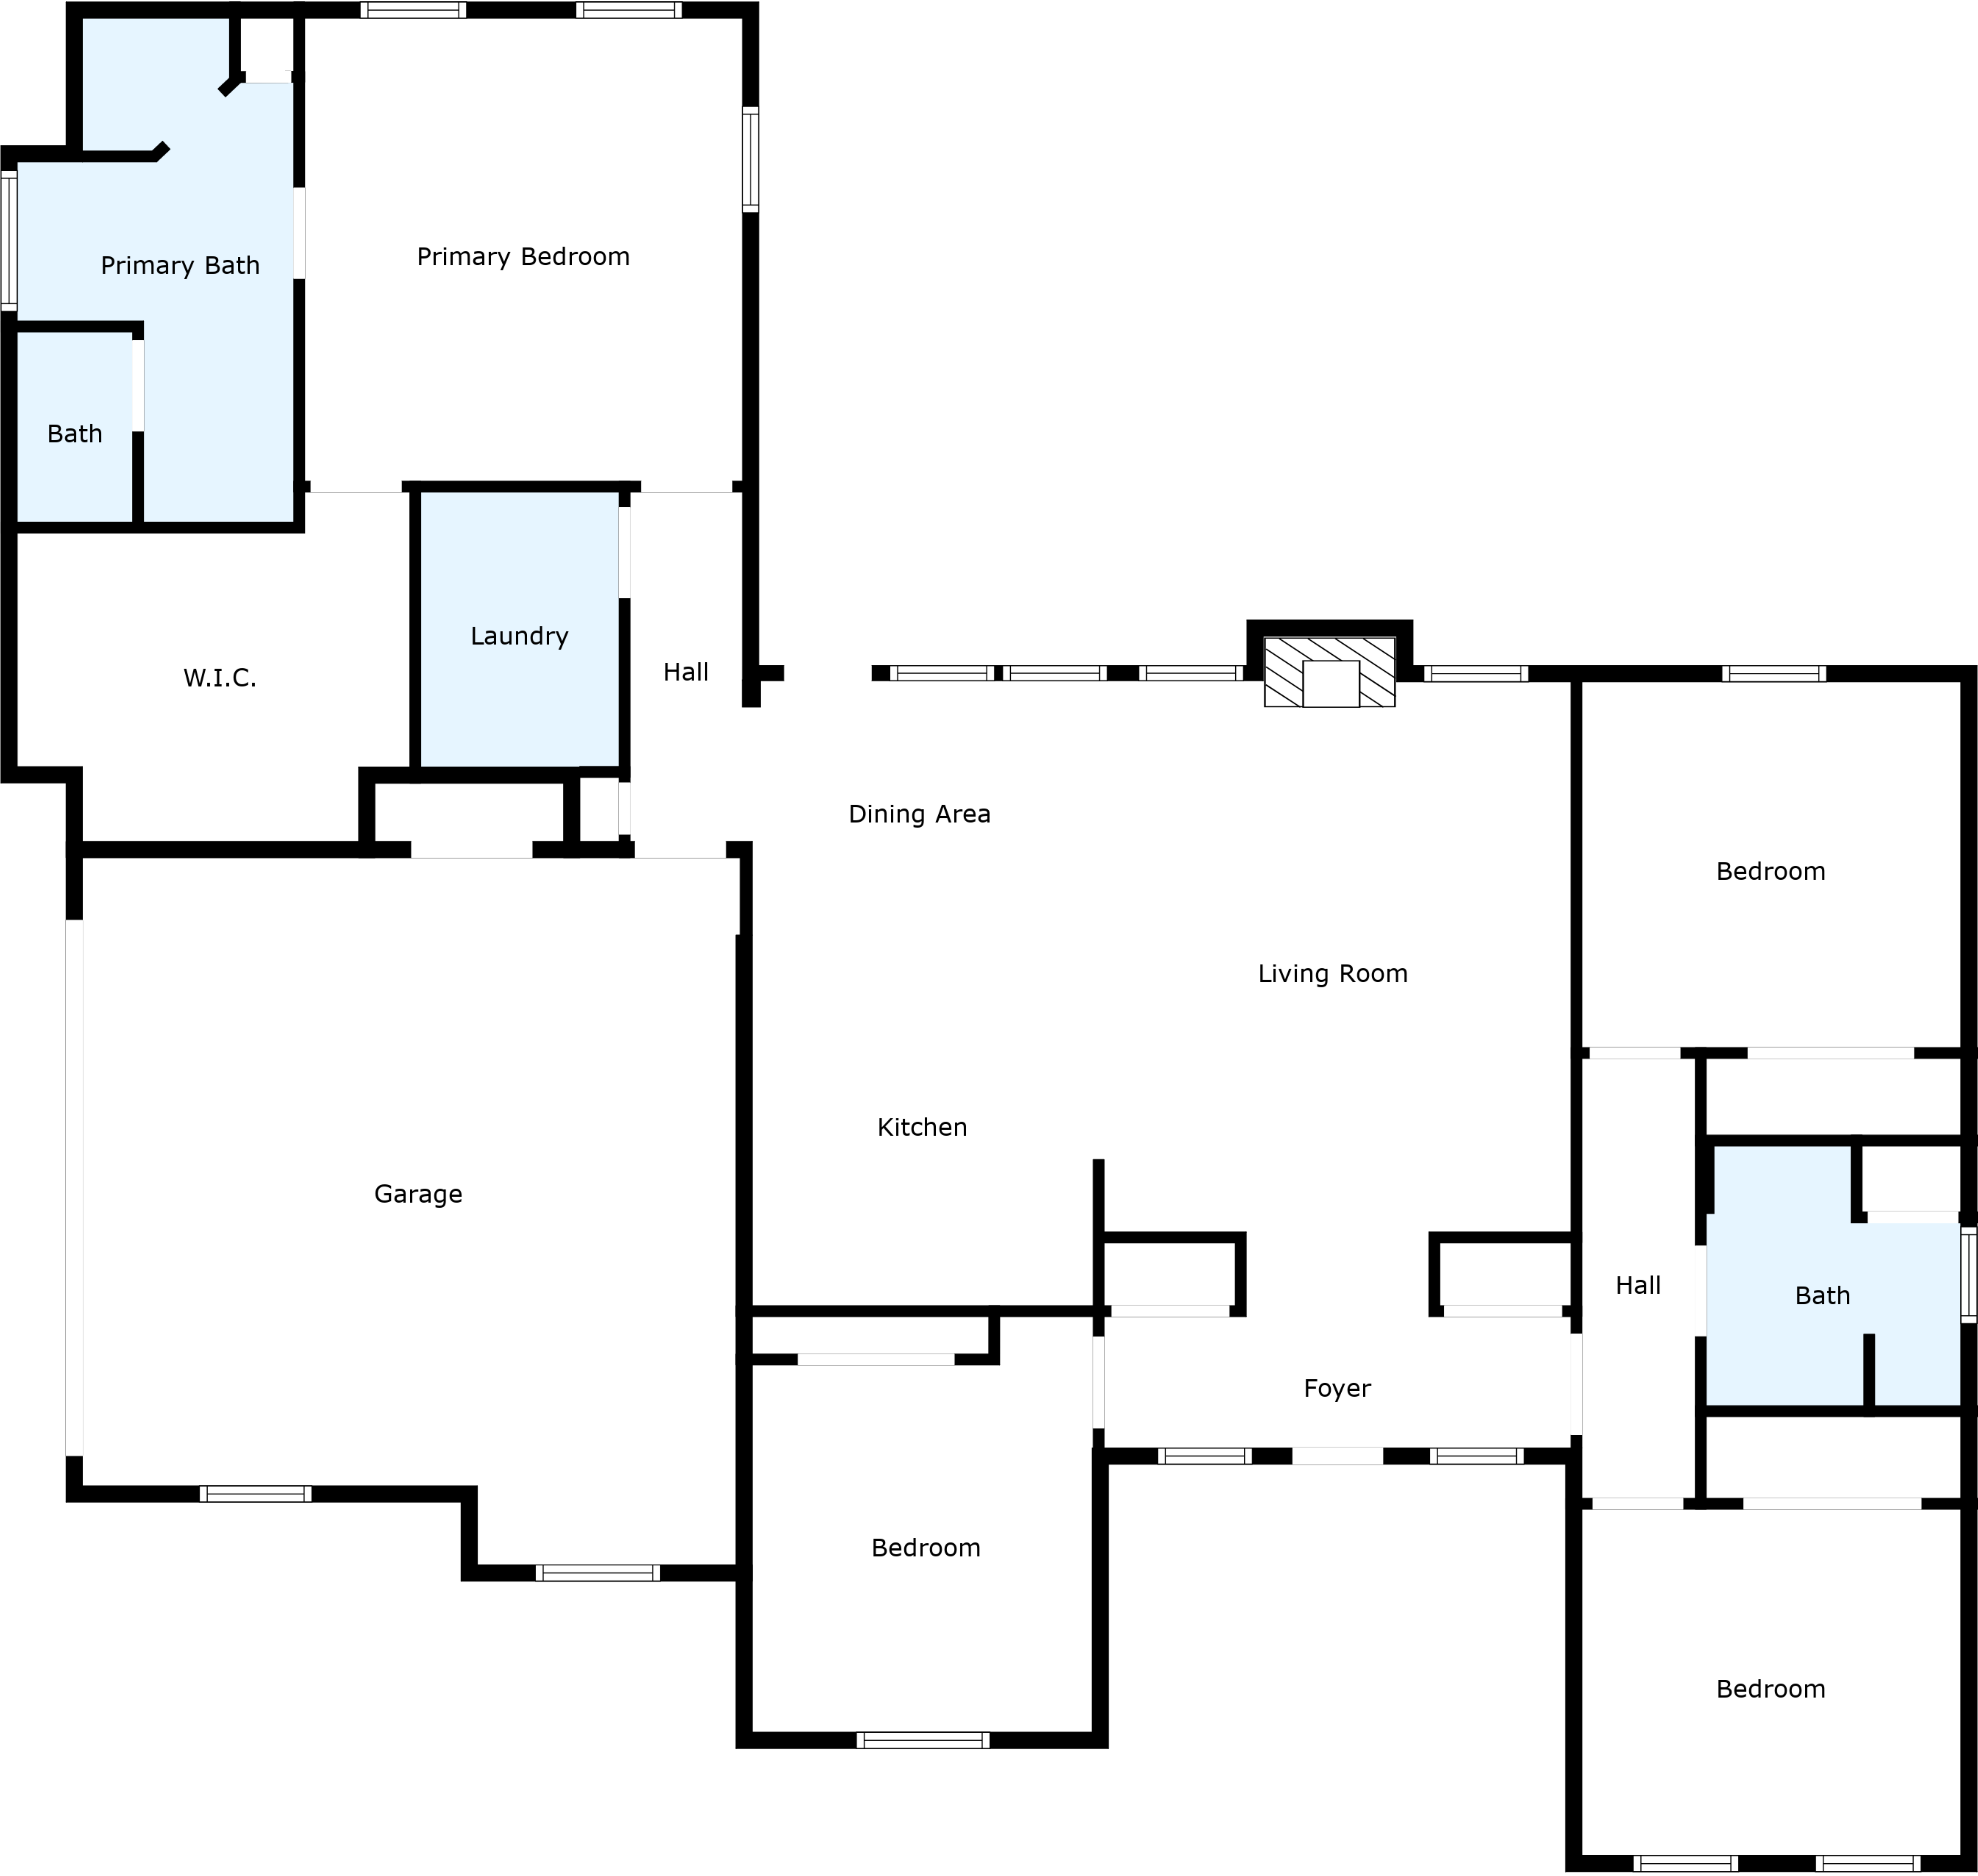 Primary Bedroom
Primary Bath
Bath
Laundry
Hall
W.I.C.
Dining Area
Bedroom
Living Room
Kitchen
Garage
Hall
Bath
Foyer
Bedroom
Bedroom